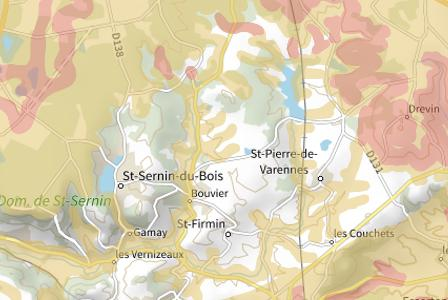 D138
Drevin
D131
St-Pierre-de-
Varennes
St-Sernin-du-Bois
Bouvier
Dom. de St-Sernin
St-Firmin
Gamay
les Couchets
les Vernizeaux